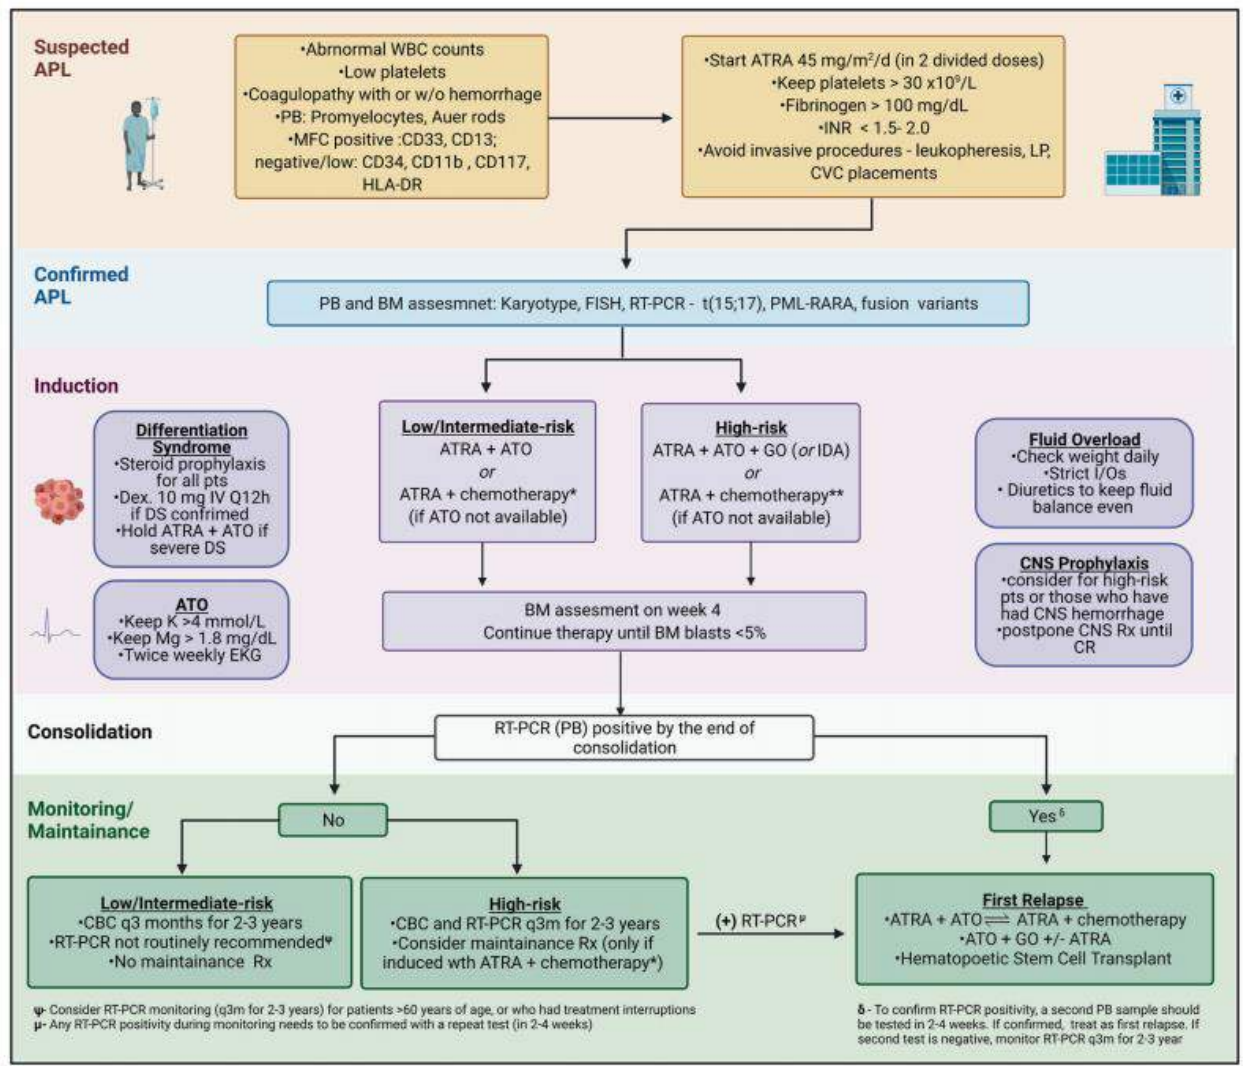 Suspected
APL
•Abrnormal WBC counts
•Low platelets
•Coagulopathy with or w/o hemorrhage
•PB: Promyelocytes, Auer rods
•MFC positive :CD33, CD13;
negative/low: CD34, CD11b , CD117,
HLA-DR
•Start ATRA 45 mg/m²/d (in 2 divided doses)
•Keep platelets > 30 x10⁹/L
•Fibrinogen > 100 mg/dL
•INR < 1.5- 2.0
•Avoid invasive procedures - leukopheresis, LP,
CVC placements
Confirmed
APL
PB and BM assesmnet: Karyotype, FISH, RT-PCR - t(15;17), PML-RARA, fusion variants
Induction
Differentiation
Syndrome
•Steroid prophylaxis
for all pts
•Dex. 10 mg IV Q12h
if DS confrimed
•Hold ATRA + ATO if
severe DS
Low/Intermediate-risk
ATRA + ATO
or
ATRA + chemotherapy*
(if ATO not available)
High-risk
ATRA + ATO + GO (or IDA)
or
ATRA + chemotherapy**
(if ATO not available)
Fluid Overload
•Check weight daily
•Strict I/Os
• Diuretics to keep fluid
balance even
ATO
•Keep K >4 mmol/L
•Keep Mg > 1.8 mg/dL
•Twice weekly EKG
BM assesment on week 4
Continue therapy until BM blasts <5%
CNS Prophylaxis
•consider for high-risk
pts or those who have
had CNS hemorrhage
•postpone CNS Rx until
CR
Consolidation
RT-PCR (PB) positive by the end of
consolidation
Monitoring/
Maintainance
No
Yes δ
Low/Intermediate-risk
•CBC q3 months for 2-3 years
•RT-PCR not routinely recommendedψ
•No maintainance Rx
High-risk
•CBC and RT-PCR q3m for 2-3 years
•Consider maintainance Rx (only if
induced wth ATRA + chemotherapy*)
(+) RT-PCR μ
First Relapse
•ATRA + ATO ⇌ ATRA + chemotherapy
•ATO + GO +/- ATRA
•Hematopoetic Stem Cell Transplant
ψ- Consider RT-PCR monitoring (q3m for 2-3 years) for patients >60 years of age, or who had treatment interruptions
μ- Any RT-PCR positivity during monitoring needs to be confirmed with a repeat test (in 2-4 weeks)
δ - To confirm RT-PCR positivity, a second PB sample should
be tested in 2-4 weeks. If confirmed, treat as first relapse. If
second test is negative, monitor RT-PCR q3m for 2-3 year